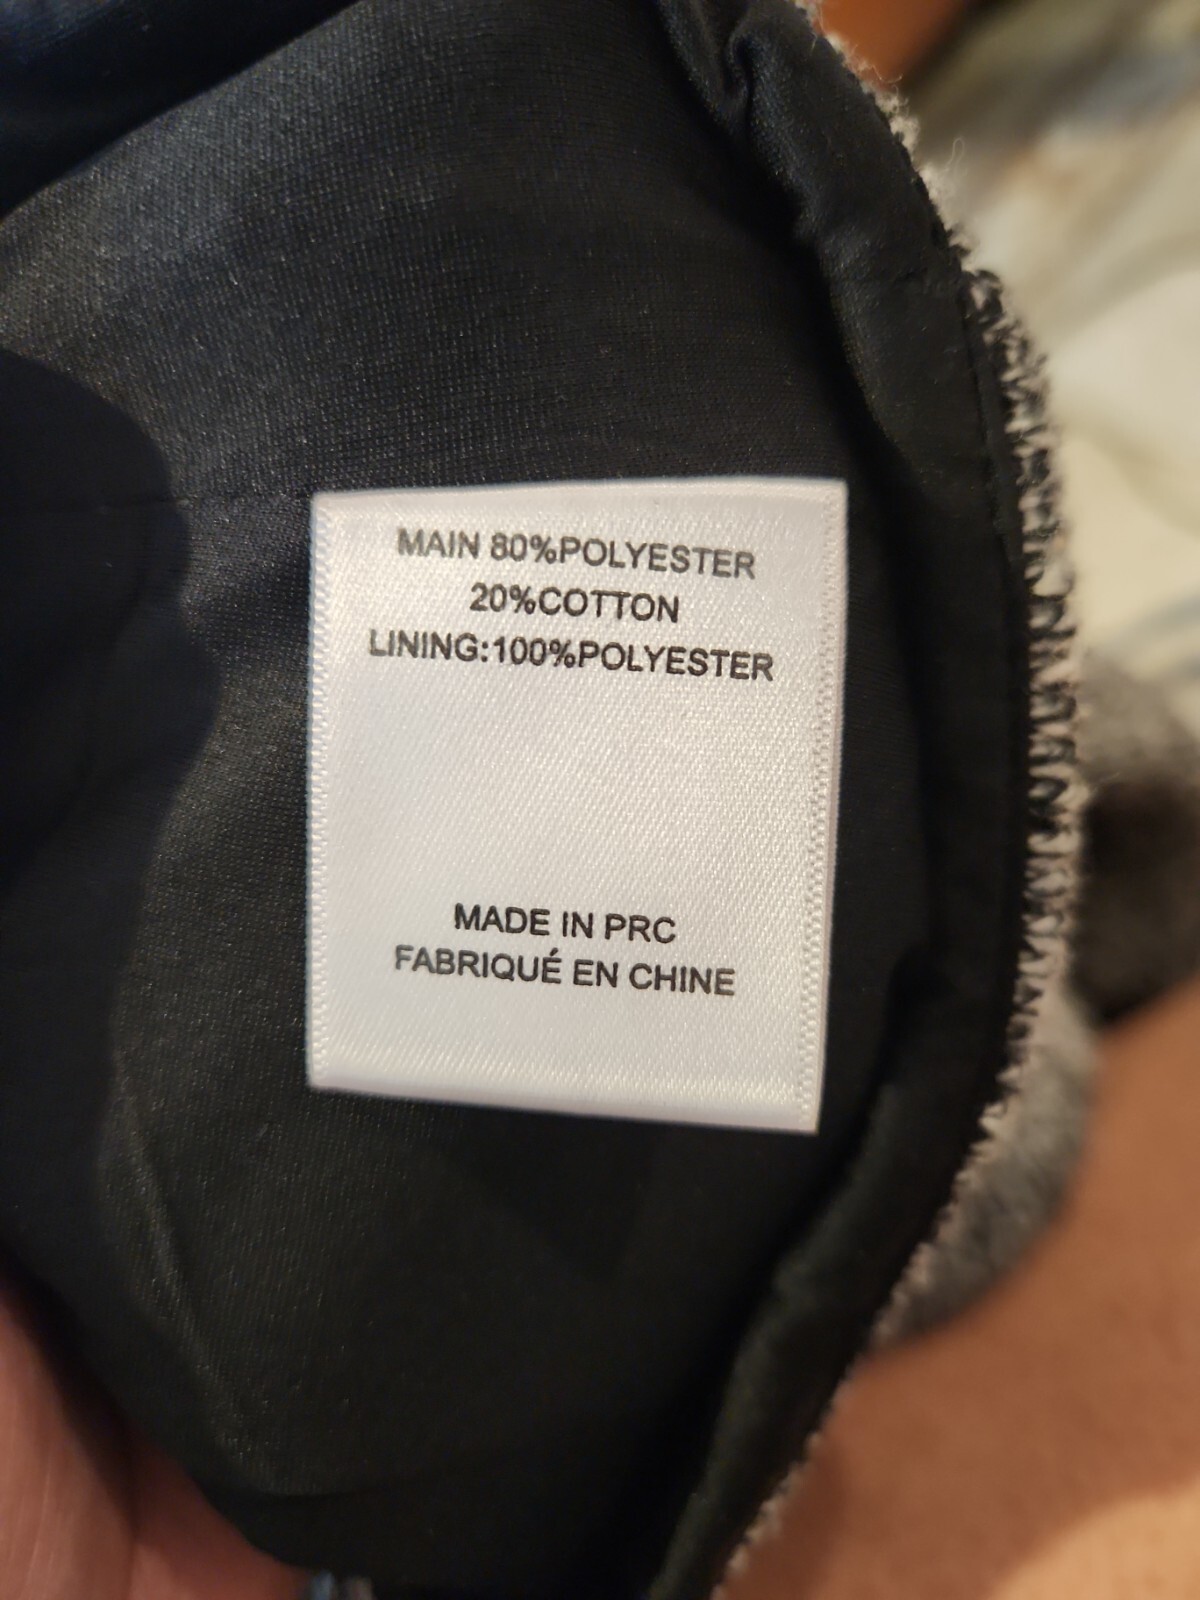 MAIN 80%POLYESTER
20%COTTON
LINING:100%POLYESTER
MADE IN PRC
FABRIQUÉ EN CHINE